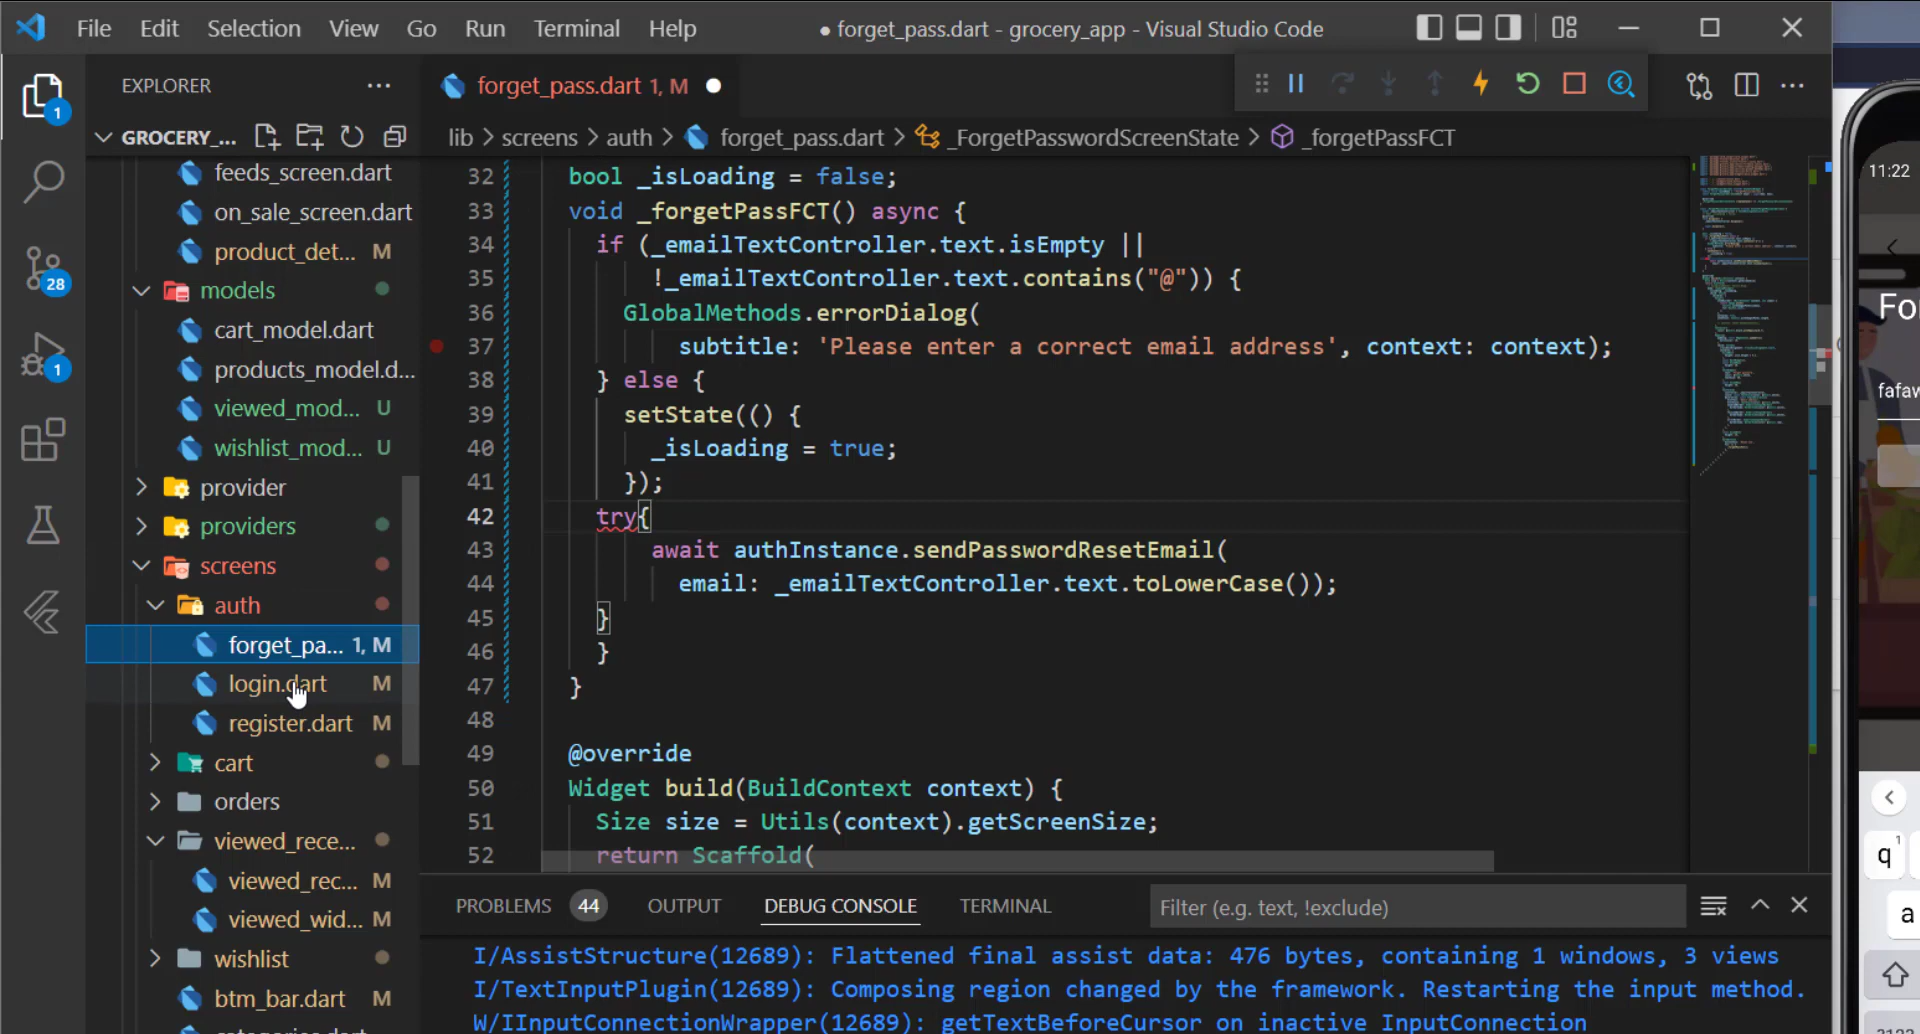 File Edit Selection View Go Run Terminal Help
● forget_pass.dart - grocery_app - Visual Studio Code
EXPLORER
GROCERY_...
feeds_screen.dart
on_sale_screen.dart
product_det... M
models
cart_model.dart
products_model.d...
viewed_mod... U
wishlist_mod... U
provider
providers
screens
auth
forget_pa... 1, M
login.dart M
register.dart M
cart
orders
viewed_rece...
viewed_rec... M
viewed_wid... M
wishlist
btm_bar.dart M
1
28
1
forget_pass.dart 1, M
lib > screens > auth > forget_pass.dart > _ForgetPasswordScreenState > _forgetPassFCT
32 bool _isLoading = false;
33 void _forgetPassFCT() async {
34 if (_emailTextController.text.isEmpty ||
35 !_emailTextController.text.contains("@")) {
36 GlobalMethods.errorDialog(
37 subtitle: 'Please enter a correct email address', context: context);
38 } else {
39 setState(() {
40 _isLoading = true;
41 });
42 try{
43 await authInstance.sendPasswordResetEmail(
44 email: _emailTextController.text.toLowerCase());
45 }
46 }
47 }
48
49 @override
50 Widget build(BuildContext context) {
51 Size size = Utils(context).getScreenSize;
52 return Scaffold(
PROBLEMS 44 OUTPUT DEBUG CONSOLE TERMINAL
Filter (e.g. text, !exclude)
I/AssistStructure(12689): Flattened final assist data: 476 bytes, containing 1 windows, 3 views
I/TextInputPlugin(12689): Composing region changed by the framework. Restarting the input method.
W/IInputConnectionWrapper(12689): getTextBeforeCursor on inactive InputConnection
11:22
Fo
fafaw
q 1
a